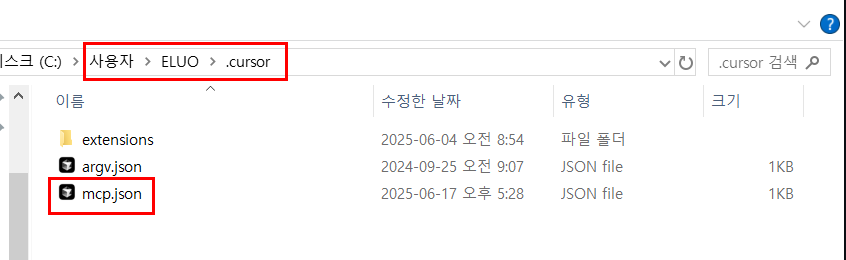 스크 (C:) > 사용자 > ELUO > .cursor
.cursor 검색
이름 수정한 날짜 유형 크기
extensions 2025-06-04 오전 8:54 파일 폴더
argv.json 2024-09-25 오전 9:07 JSON file 1KB
mcp.json 2025-06-17 오후 5:28 JSON file 1KB